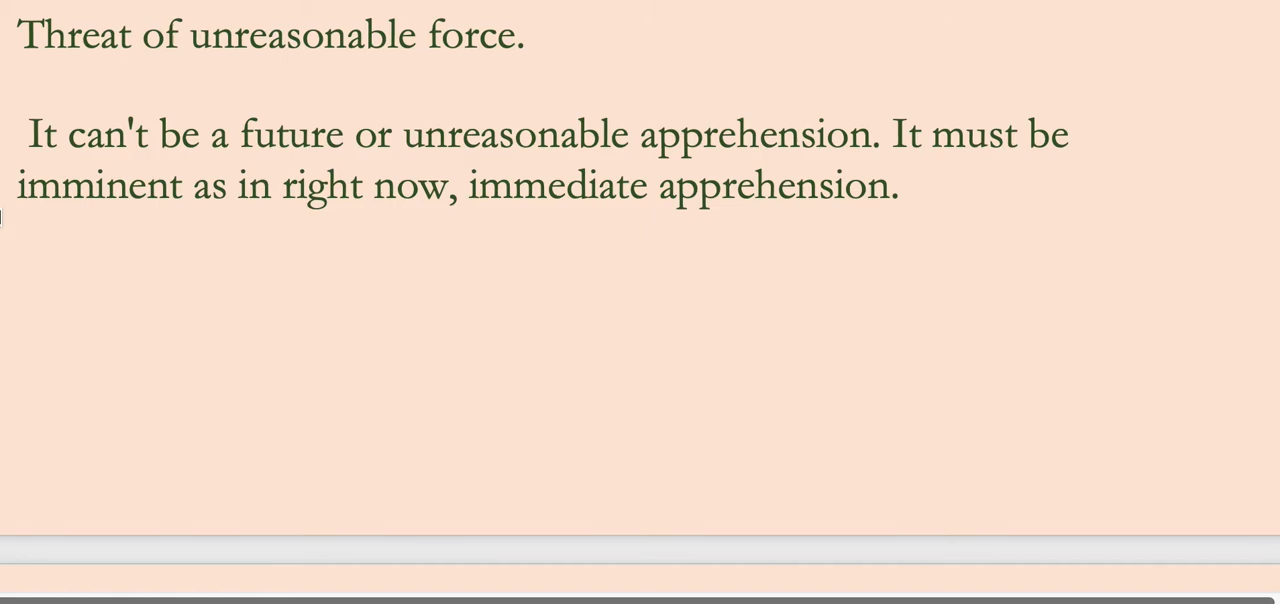 Threat of unreasonable force.
It can't be a future or unreasonable apprehension. It must be
imminent as in right now, immediate apprehension.